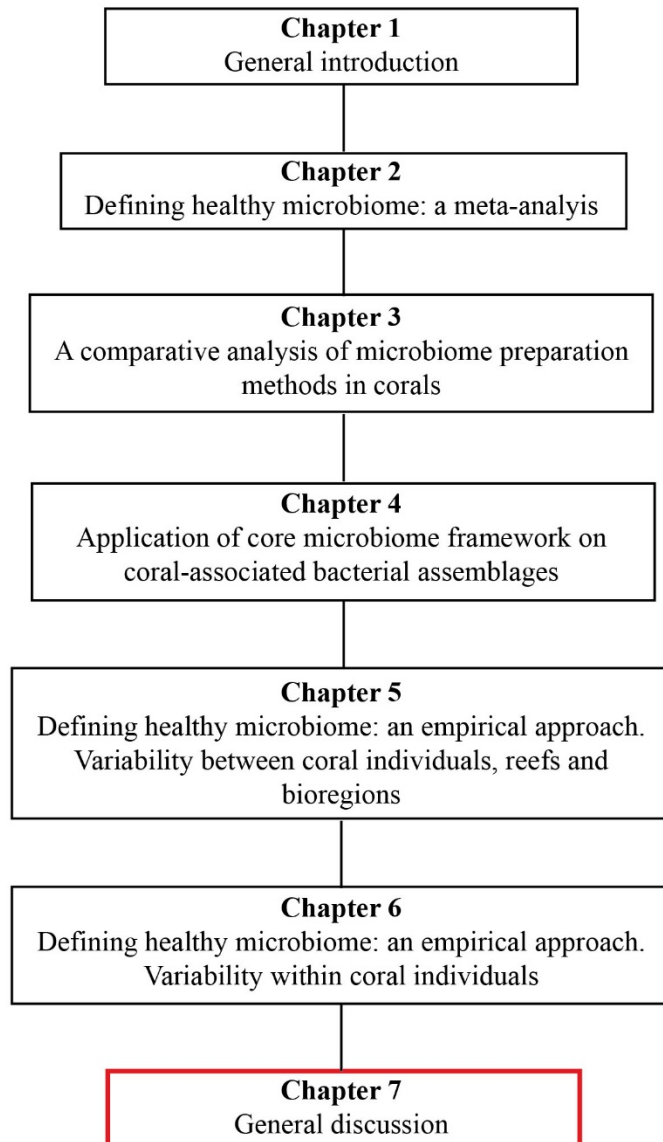 Chapter 1
General introduction
Chapter 2
Defining healthy microbiome: a meta-analyis
Chapter 3
A comparative analysis of microbiome preparation
methods in corals
Chapter 4
Application of core microbiome framework on
coral-associated bacterial assemblages
Chapter 5
Defining healthy microbiome: an empirical approach.
Variability between coral individuals, reefs and
bioregions
Chapter 6
Defining healthy microbiome: an empirical approach.
Variability within coral individuals
Chapter 7
General discussion